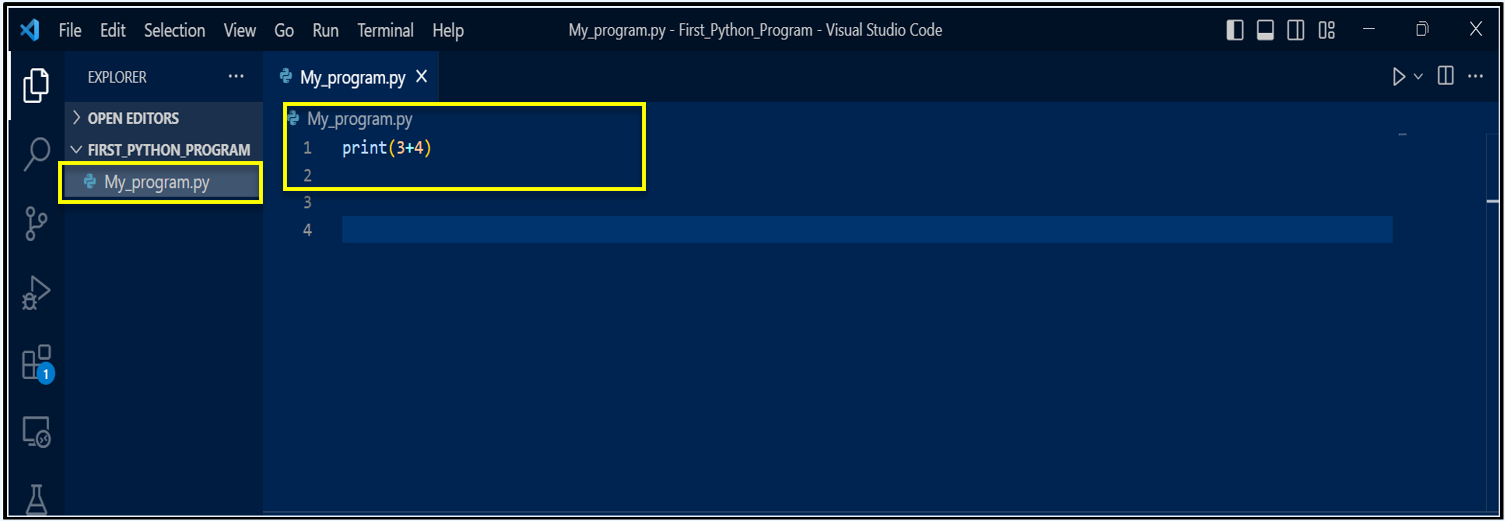 File Edit Selection View Go Run Terminal Help My_program.py - First_Python_Program - Visual Studio Code
EXPLORER ··· My_program.py X ···
> OPEN EDITORS
My_program.py
FIRST_PYTHON_PROGRAM
1 print(3+4)
My_program.py
2
3
4
1